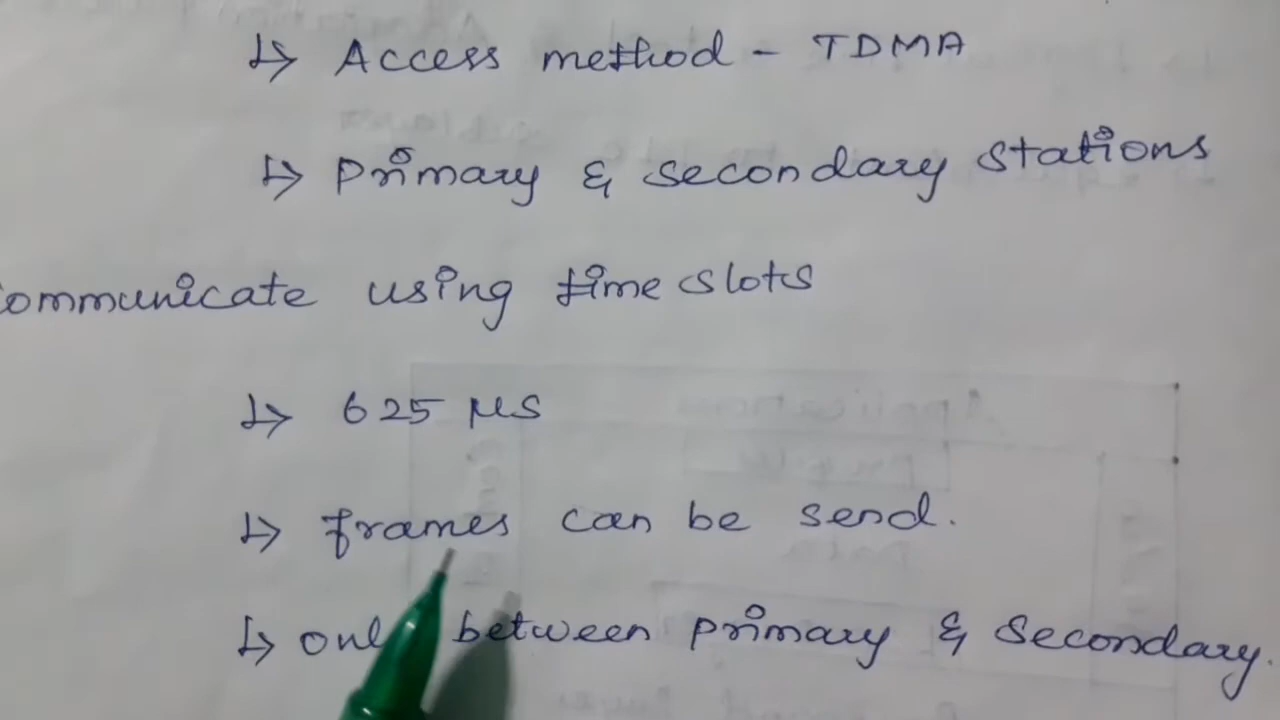 ↳ Access method - TDMA
↳ Primary & Secondary Stations
communicate using time slots
↳ 625 μs
↳ frames can be send.
↳ only between primary & Secondary.